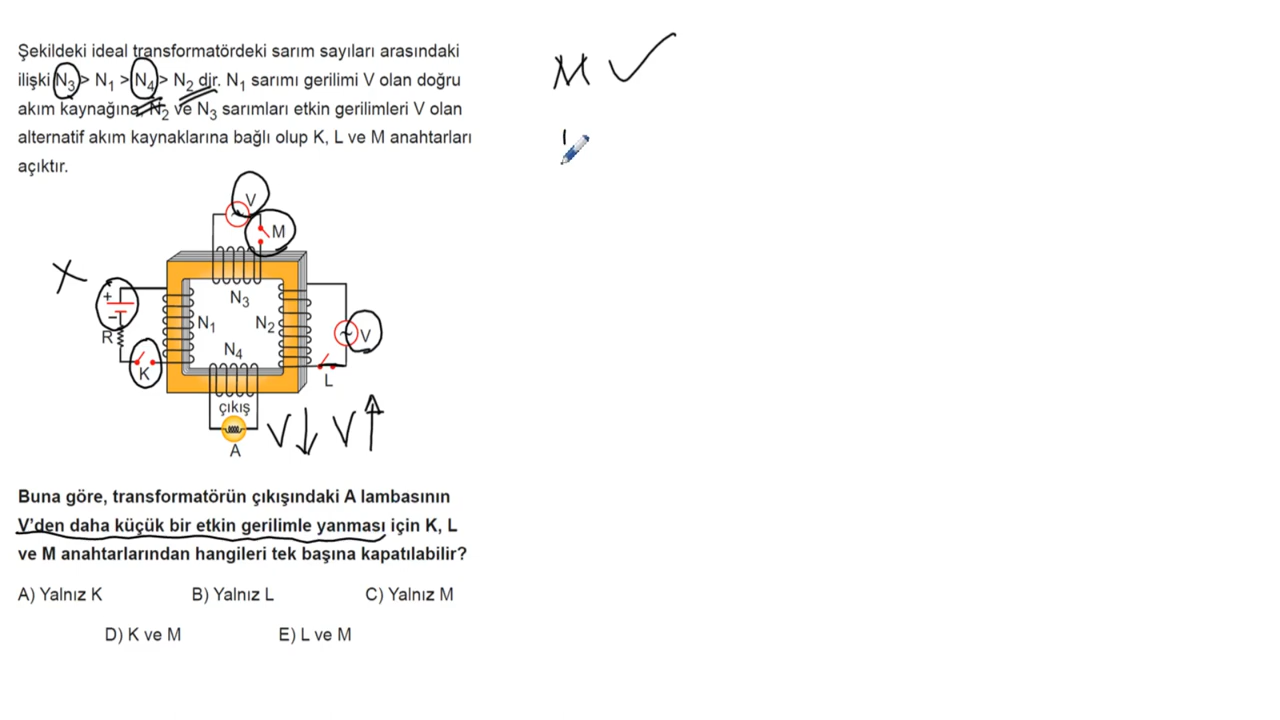 Şekildeki ideal transformatördeki sarım sayıları arasındaki
ilişki N3 > N1 > N4 > N2 dir. N1 sarımı gerilimi V olan doğru
akım kaynağına, N2 ve N3 sarımları etkin gerilimleri V olan
alternatif akım kaynaklarına bağlı olup K, L ve M anahtarları
açıktır.
M
V
M
X
+
−
R
K
N3
N1
N2
N4
V
L
çıkış
A
V↓ V↑
Buna göre, transformatörün çıkışındaki A lambasının
V'den daha küçük bir etkin gerilimle yanması için K, L
ve M anahtarlarından hangileri tek başına kapatılabilir?
A) Yalnız K B) Yalnız L C) Yalnız M
D) K ve M E) L ve M